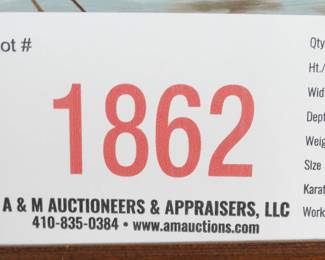 ot #
1862
A & M AUCTIONEERS & APPRAISERS, LLC
410-835-0384 • www.amauctions.com
Qty
Ht./
Wid
Dept
Weig
SIze
Karat
Work